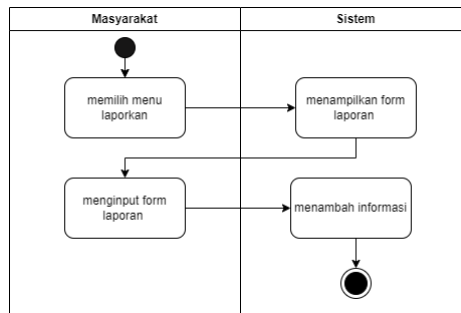 Masyarakat
Sistem
memilih menu
laporkan
menampilkan form
laporan
menginput form
laporan
menambah informasi